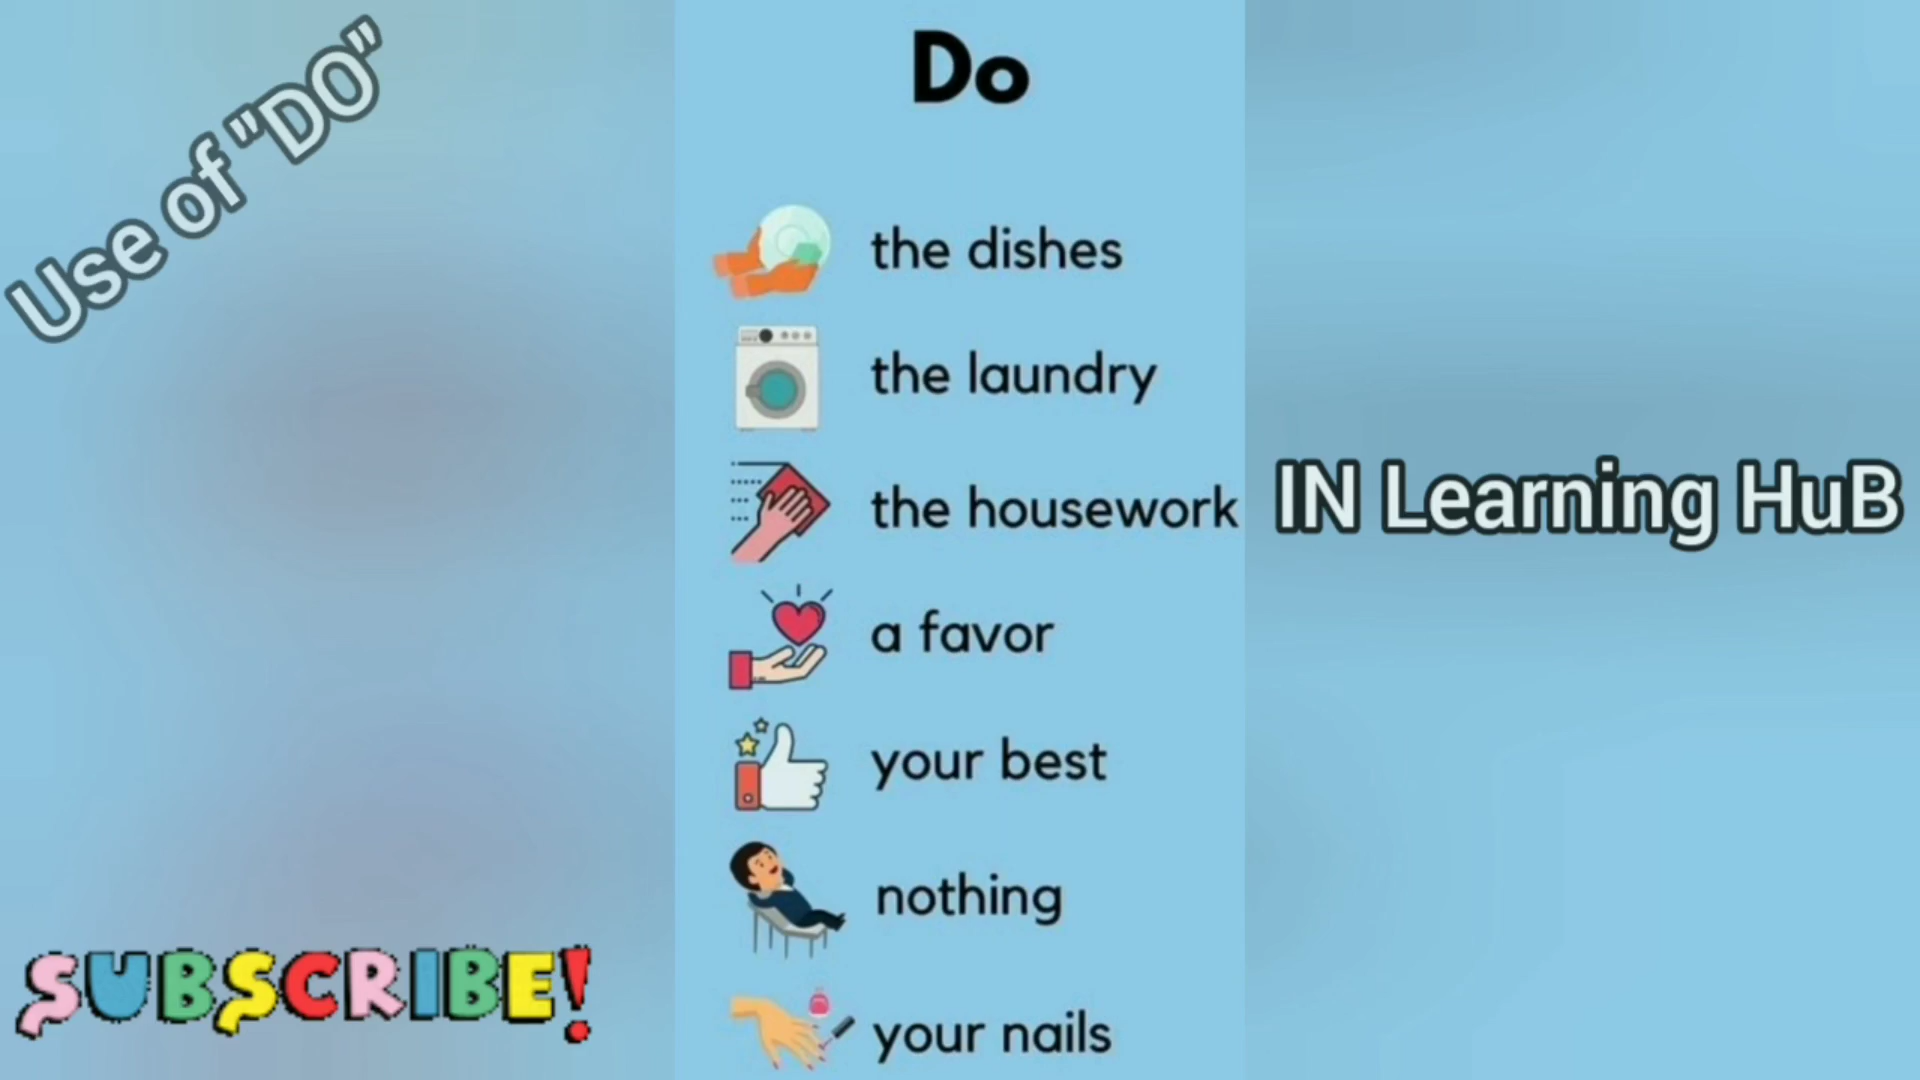 Use of "DO"
Do
the dishes
the laundry
the housework
a favor
your best
nothing
your nails
IN Learning HuB
SUBSCRIBE!